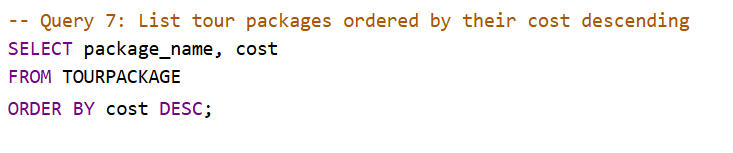 -- Query 7: List tour packages ordered by their cost descending
SELECT package_name, cost
FROM TOURPACKAGE
ORDER BY cost DESC;